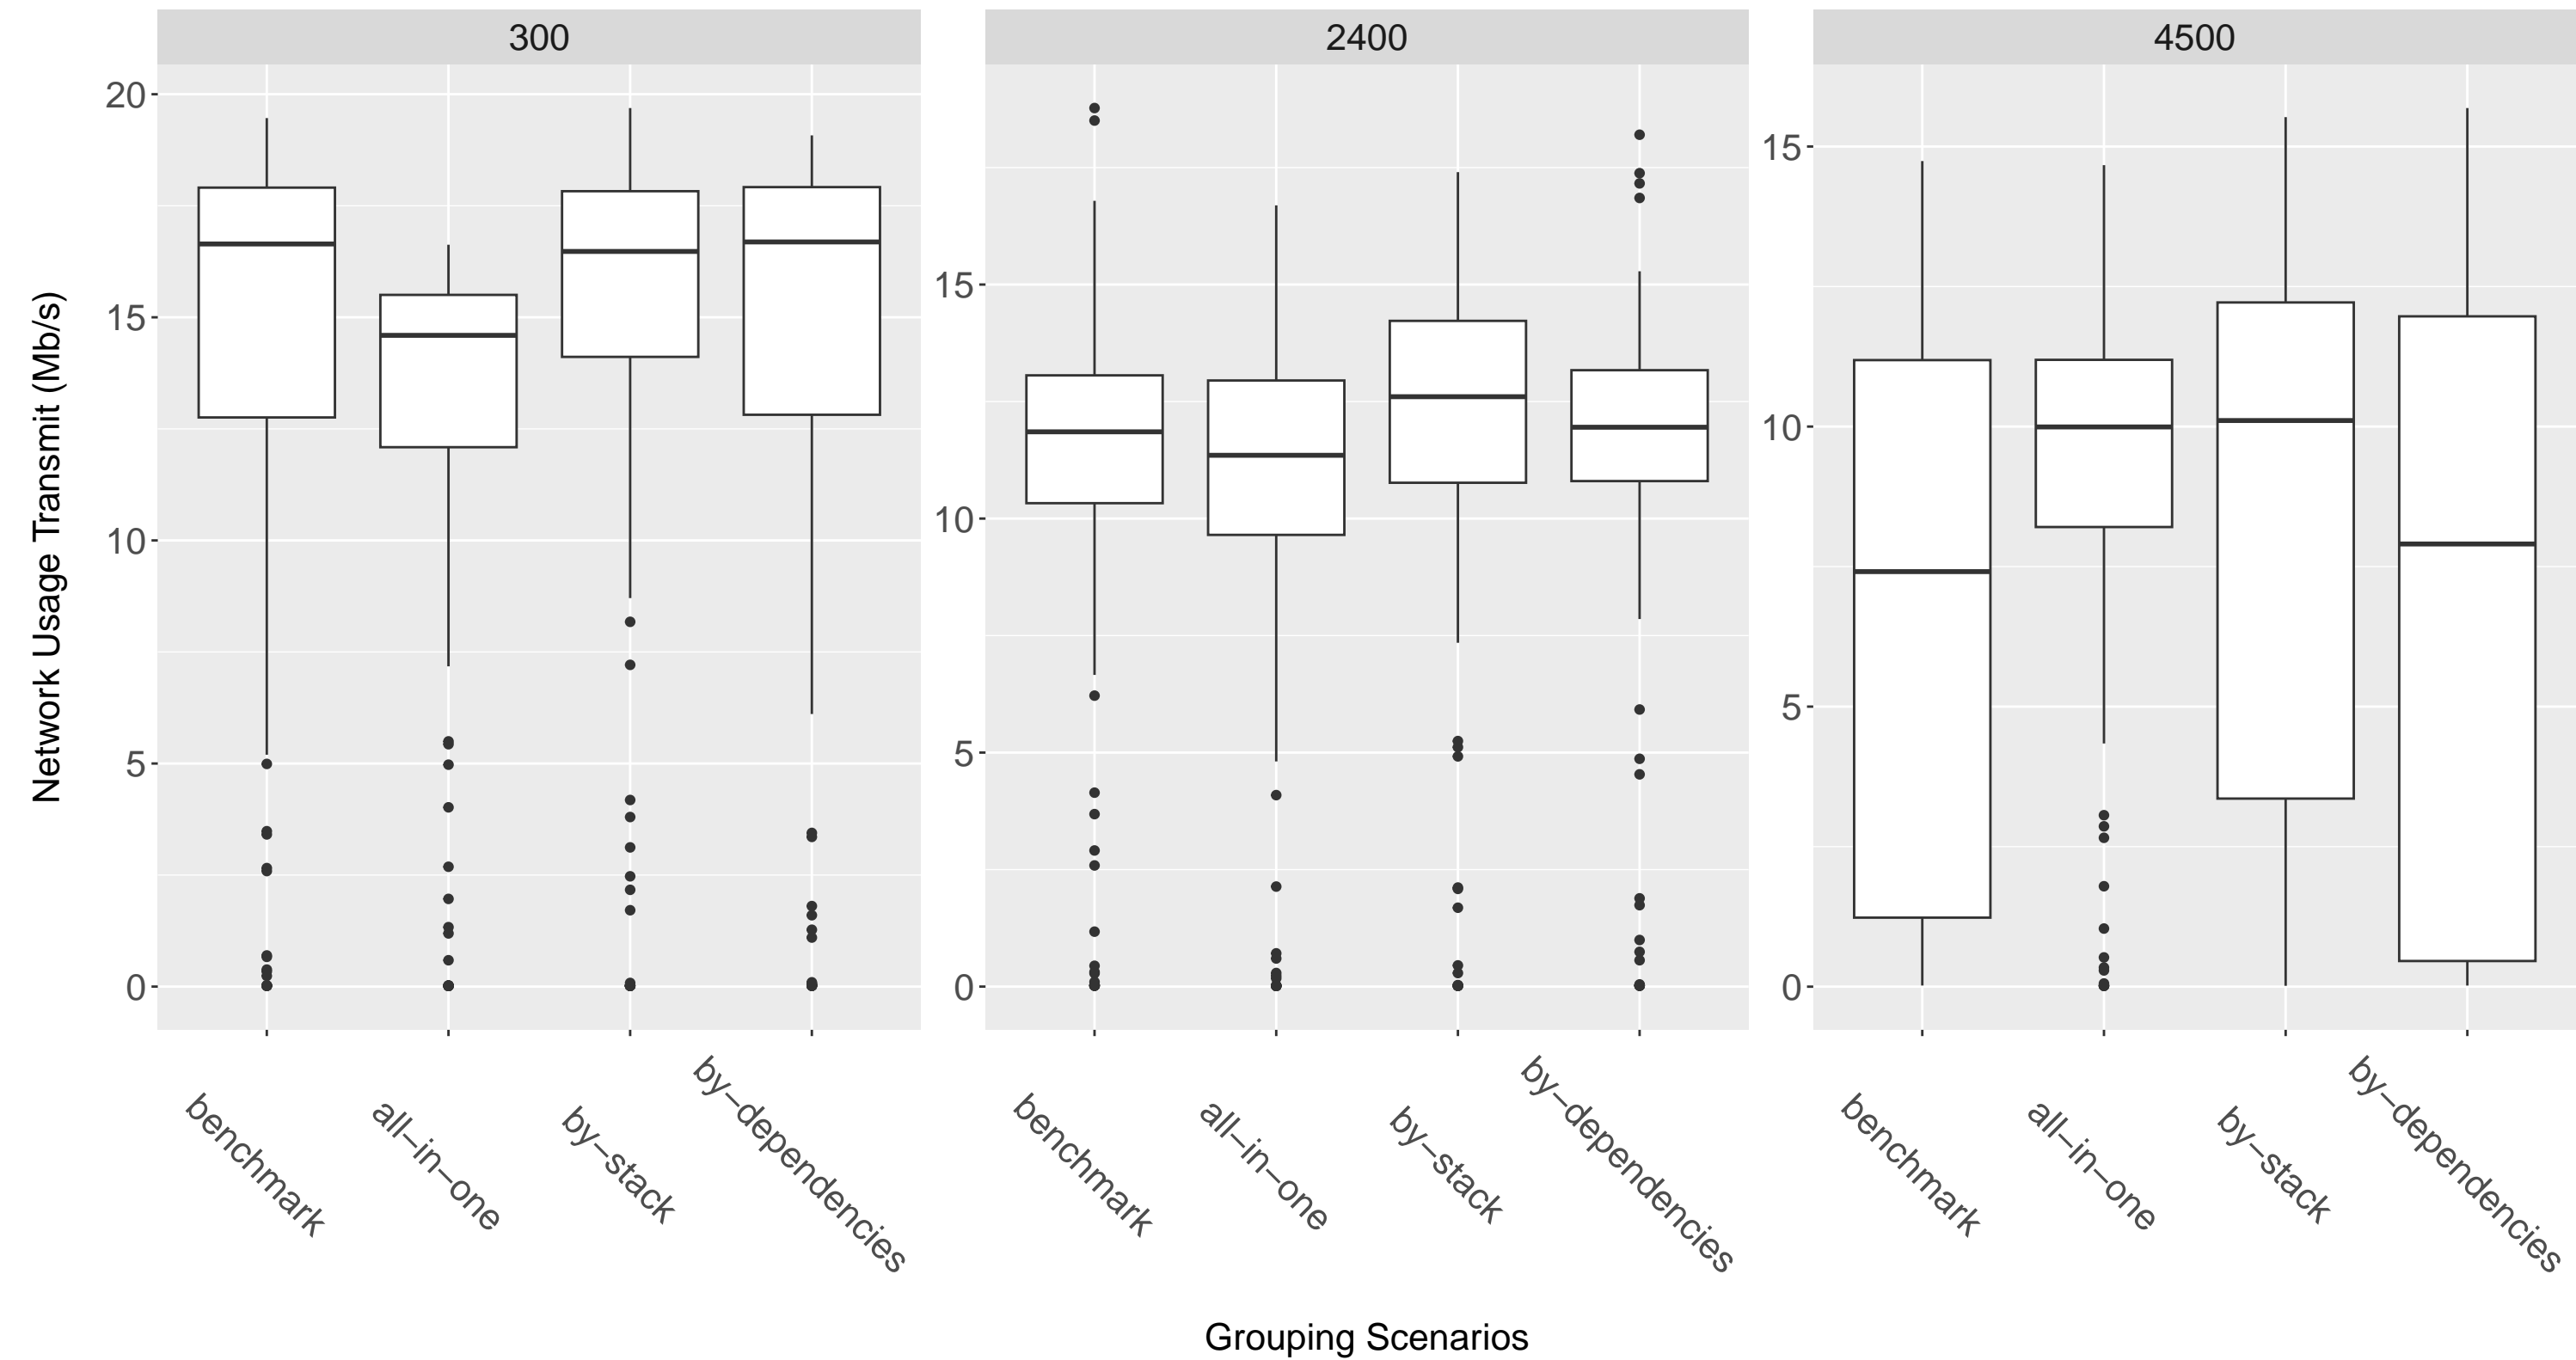 300
2400
4500
Network Usage Transmit (Mb/s)
20
15
10
5
0
15
10
5
0
15
10
5
0
benchmark
all−in−one
by−stack
by−dependencies
benchmark
all−in−one
by−stack
by−dependencies
benchmark
all−in−one
by−stack
by−dependencies
Grouping Scenarios